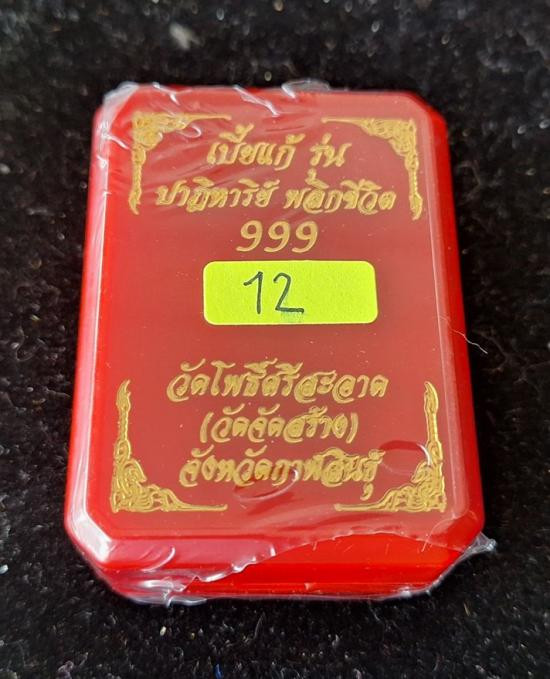 เบี้ยแก้ รุ่น
ปาฏิหาริย์ พลิกชีวิต
999
12
วัดโพธิ์ศรีสะอาด
(วัดจัดสร้าง)
จังหวัดกาฬสินธุ์